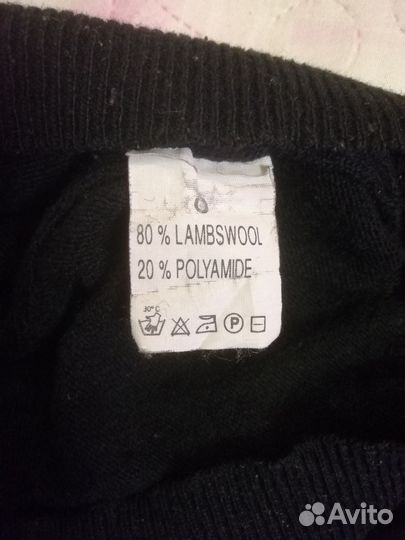 80 % LAMBSWOOL
20 % POLYAMIDE
30° C
P
Avito